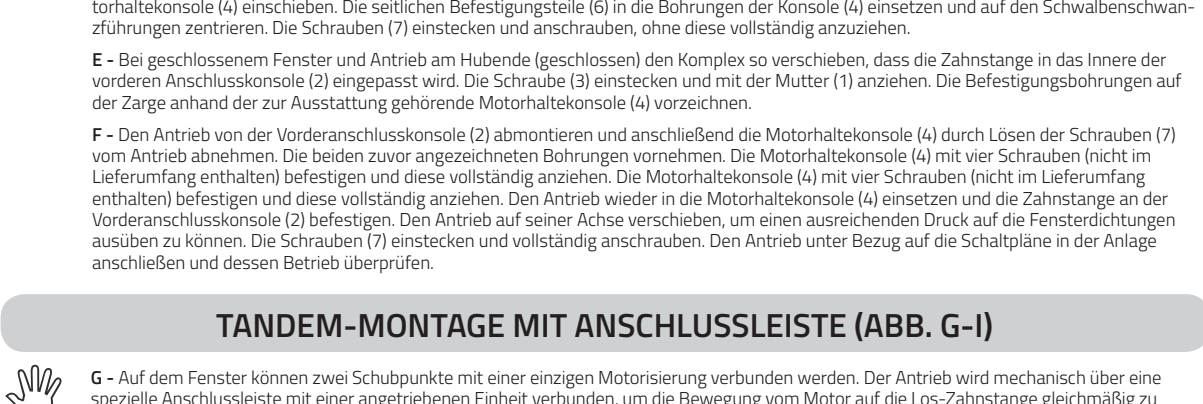 torhaltekonsole (4) einschieben. Die seitlichen Befestigungsteile (6) in die Bohrungen der Konsole (4) einsetzen und auf den Schwalbenschwan-
zführungen zentrieren. Die Schrauben (7) einstecken und anschrauben, ohne diese vollständig anzuziehen.
E - Bei geschlossenem Fenster und Antrieb am Hubende (geschlossen) den Komplex so verschieben, dass die Zahnstange in das Innere der
vorderen Anschlusskonsole (2) eingepasst wird. Die Schraube (3) einstecken und mit der Mutter (1) anziehen. Die Befestigungsbohrungen auf
der Zarge anhand der zur Ausstattung gehörende Motorhaltekonsole (4) vorzeichnen.
F - Den Antrieb von der Vorderanschlusskonsole (2) abmontieren und anschließend die Motorhaltekonsole (4) durch Lösen der Schrauben (7)
vom Antrieb abnehmen. Die beiden zuvor angezeichneten Bohrungen vornehmen. Die Motorhaltekonsole (4) mit vier Schrauben (nicht im
Lieferumfang enthalten) befestigen und diese vollständig anziehen. Die Motorhaltekonsole (4) mit vier Schrauben (nicht im Lieferumfang
enthalten) befestigen und diese vollständig anziehen. Den Antrieb wieder in die Motorhaltekonsole (4) einsetzen und die Zahnstange an der
Vorderanschlusskonsole (2) befestigen. Den Antrieb auf seiner Achse verschieben, um einen ausreichenden Druck auf die Fensterdichtungen
ausüben zu können. Die Schrauben (7) einstecken und vollständig anschrauben. Den Antrieb unter Bezug auf die Schaltpläne in der Anlage
anschließen und dessen Betrieb überprüfen.
TANDEM-MONTAGE MIT ANSCHLUSSLEISTE (ABB. G-I)
G - Auf dem Fenster können zwei Schubpunkte mit einer einzigen Motorisierung verbunden werden. Der Antrieb wird mechanisch über eine
spezielle Anschlussleiste mit einer angetriebenen Einheit verbunden, um die Bewegung vom Motor auf die Los-Zahnstange gleichmäßig zu